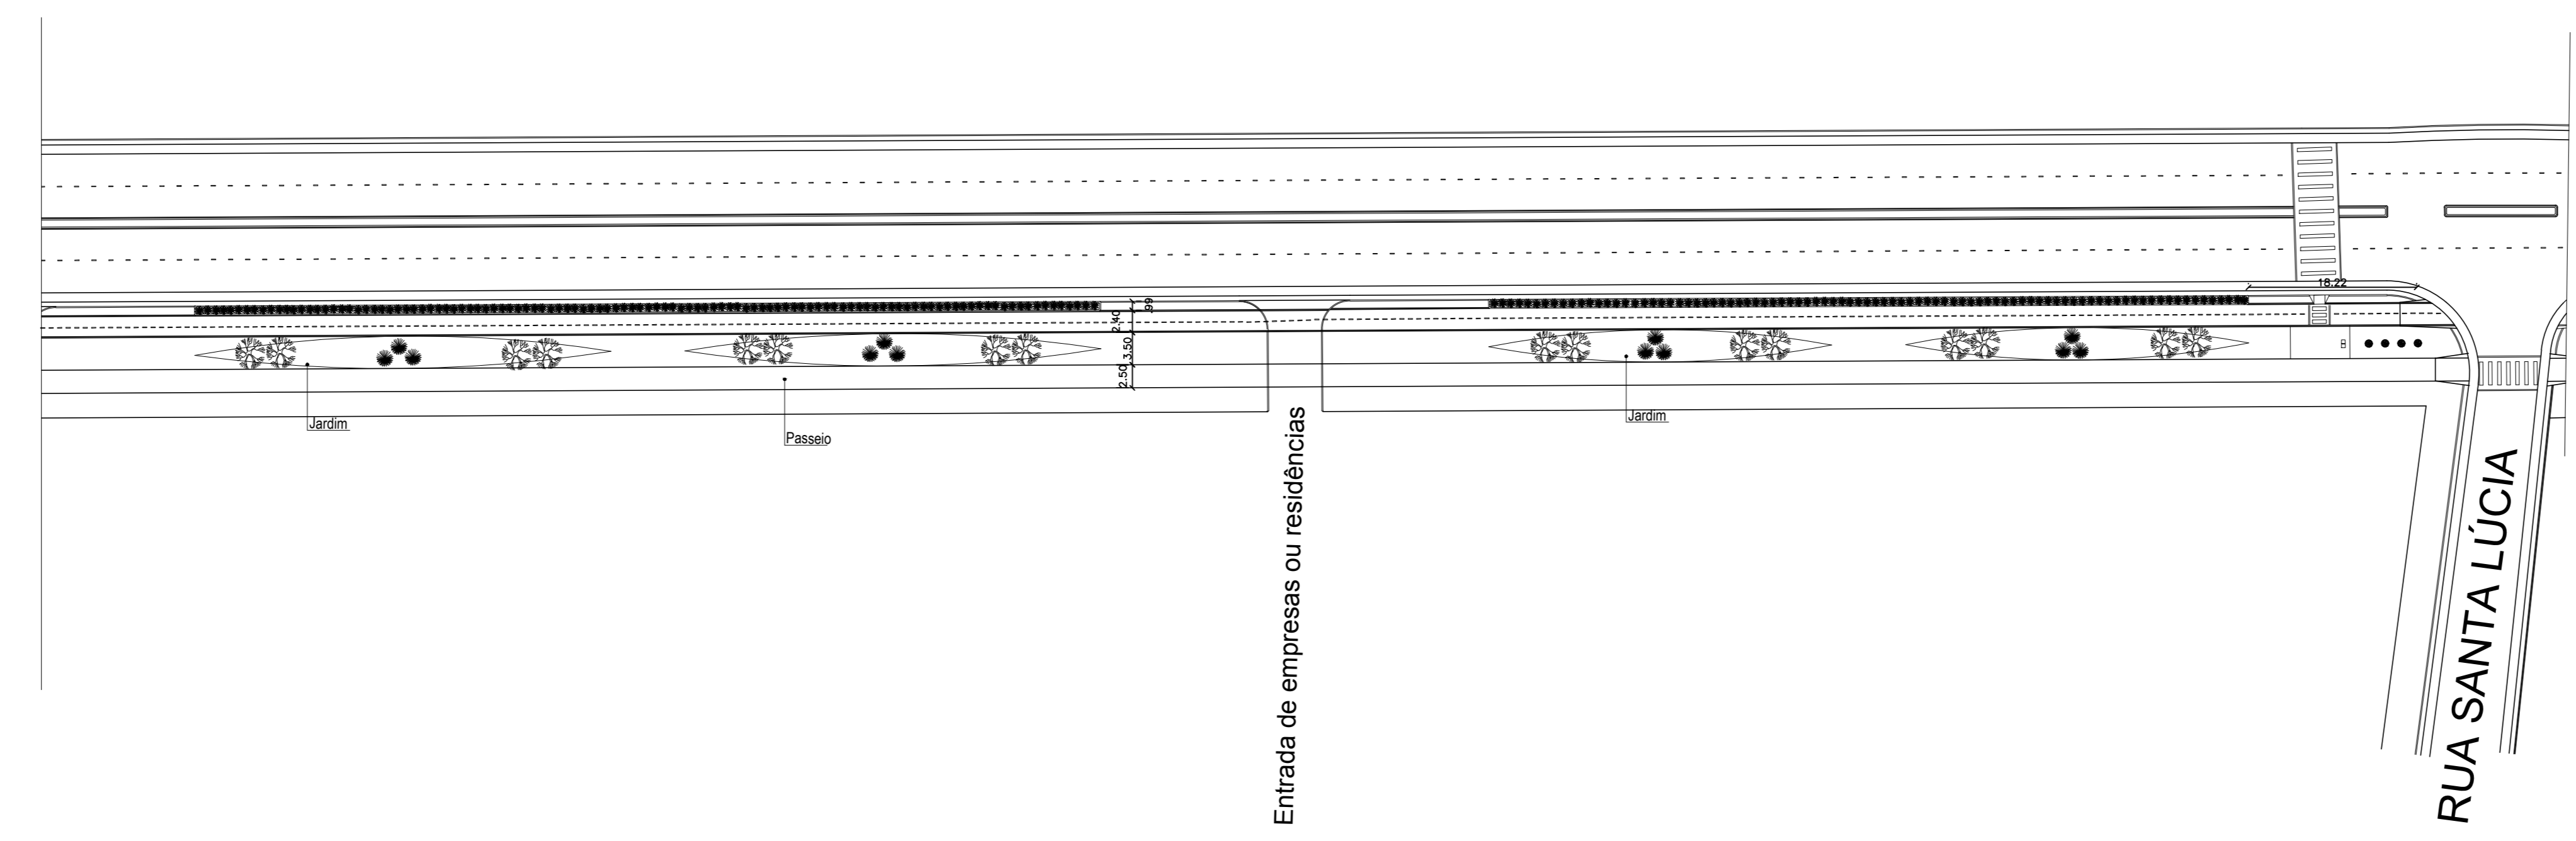 18.22
.99
2.40
3.50
2.50
Jardim
Passeio
Jardim
Entrada de empresas ou residências
RUA SANTA LÚCIA